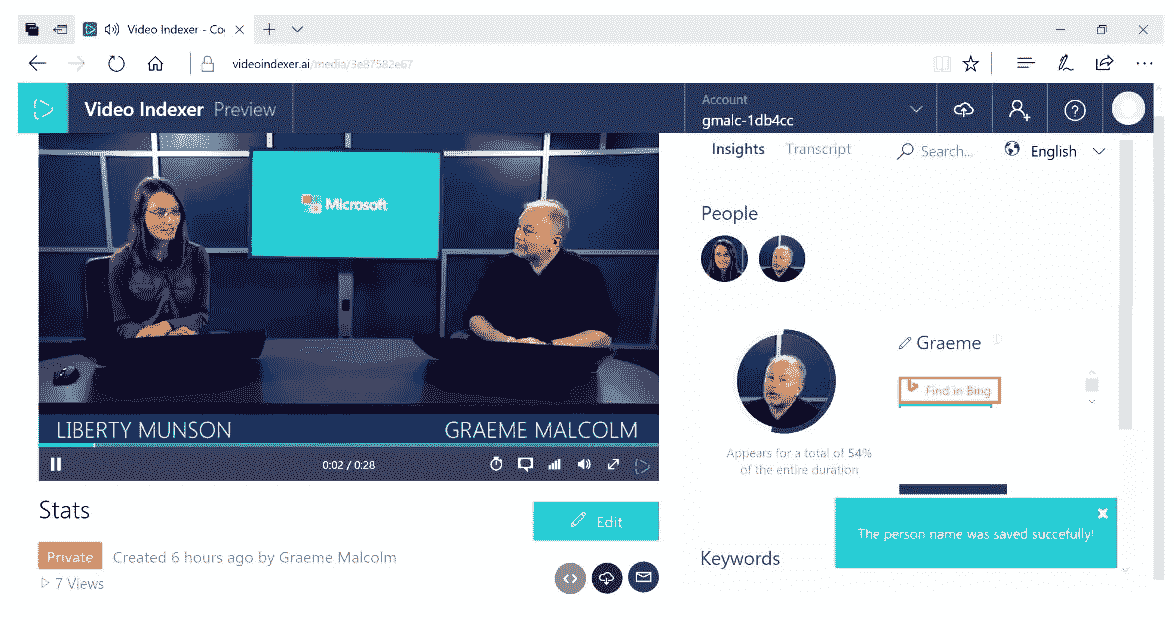 Video Indexer - Co
videoindexer.ai/media/3e87582e67
Video Indexer Preview
Account
gmalc-1db4cc
Microsoft
LIBERTY MUNSON
GRAEME MALCOLM
0:02 / 0:28
Insights
Transcript
Search...
English
People
Graeme
Find in Bing
Appears for a total of 54%
of the entire duration
Stats
Edit
Private
Created 6 hours ago by Graeme Malcolm
7 Views
The person name was saved succefully!
Keywords